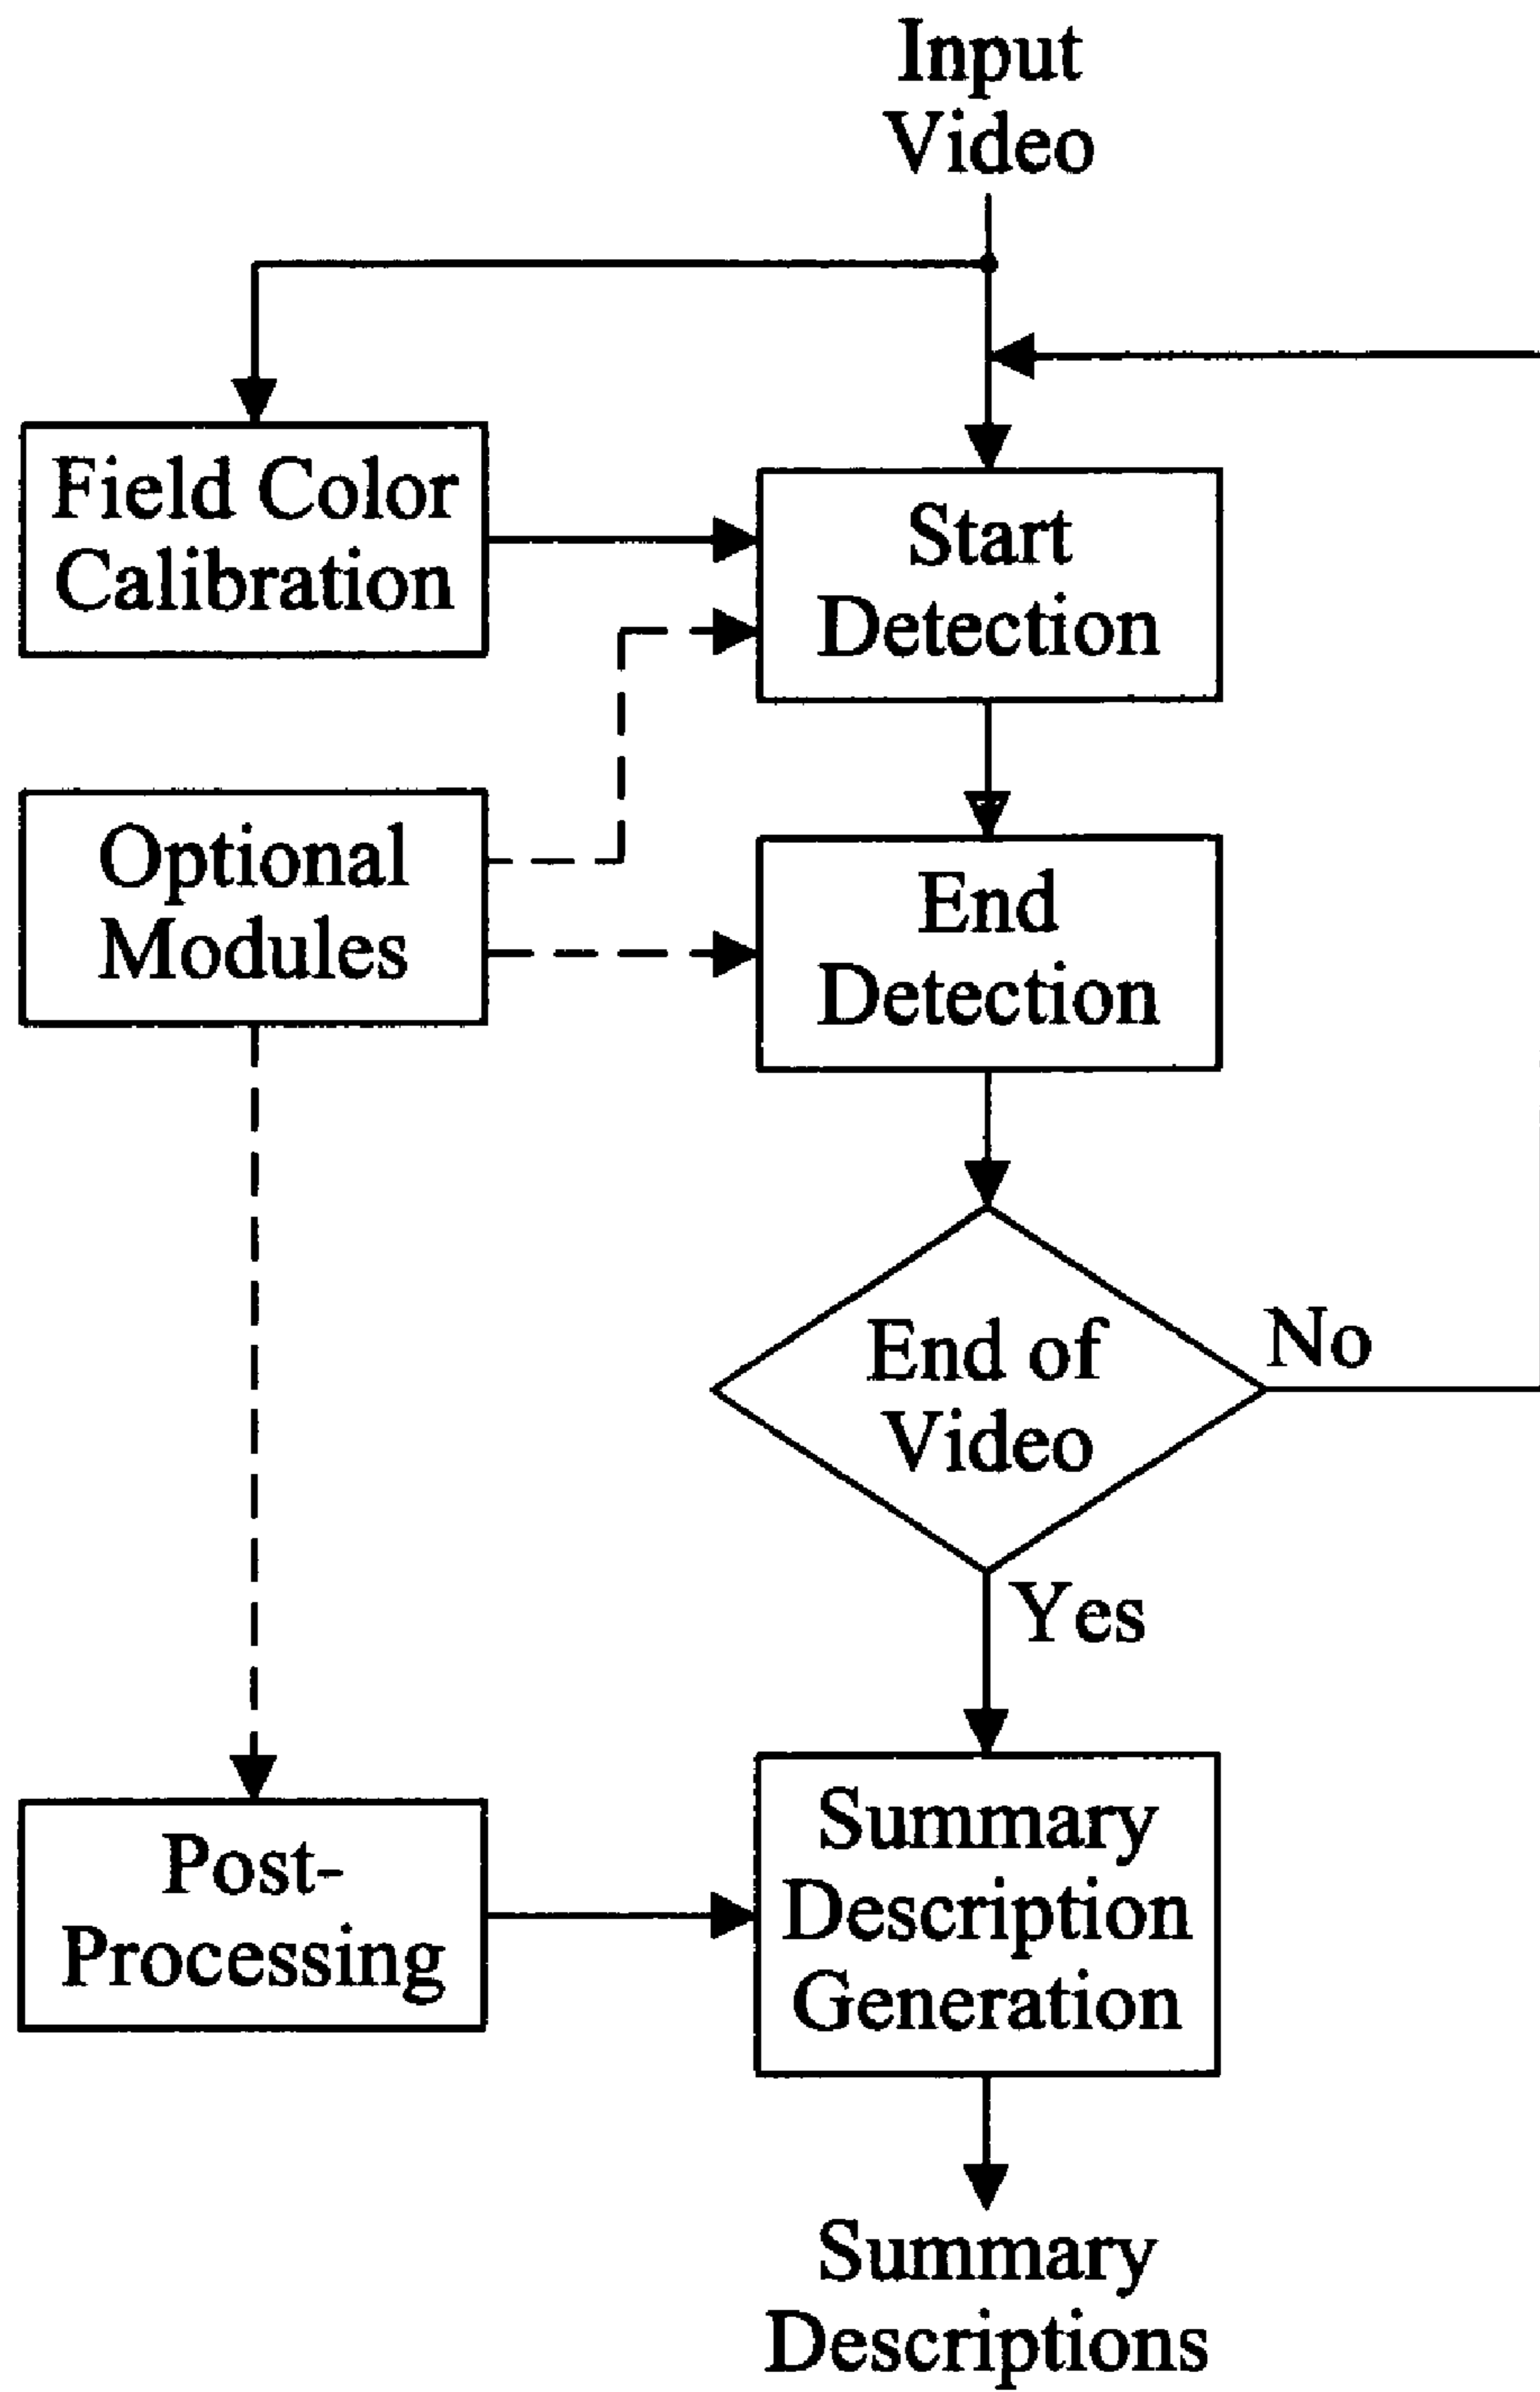 Input
Video
Field Color
Calibration
Start
Detection
Optional
Modules
End
Detection
End of
Video
No
Yes
Post-
Processing
Summary
Description
Generation
Summary
Descriptions